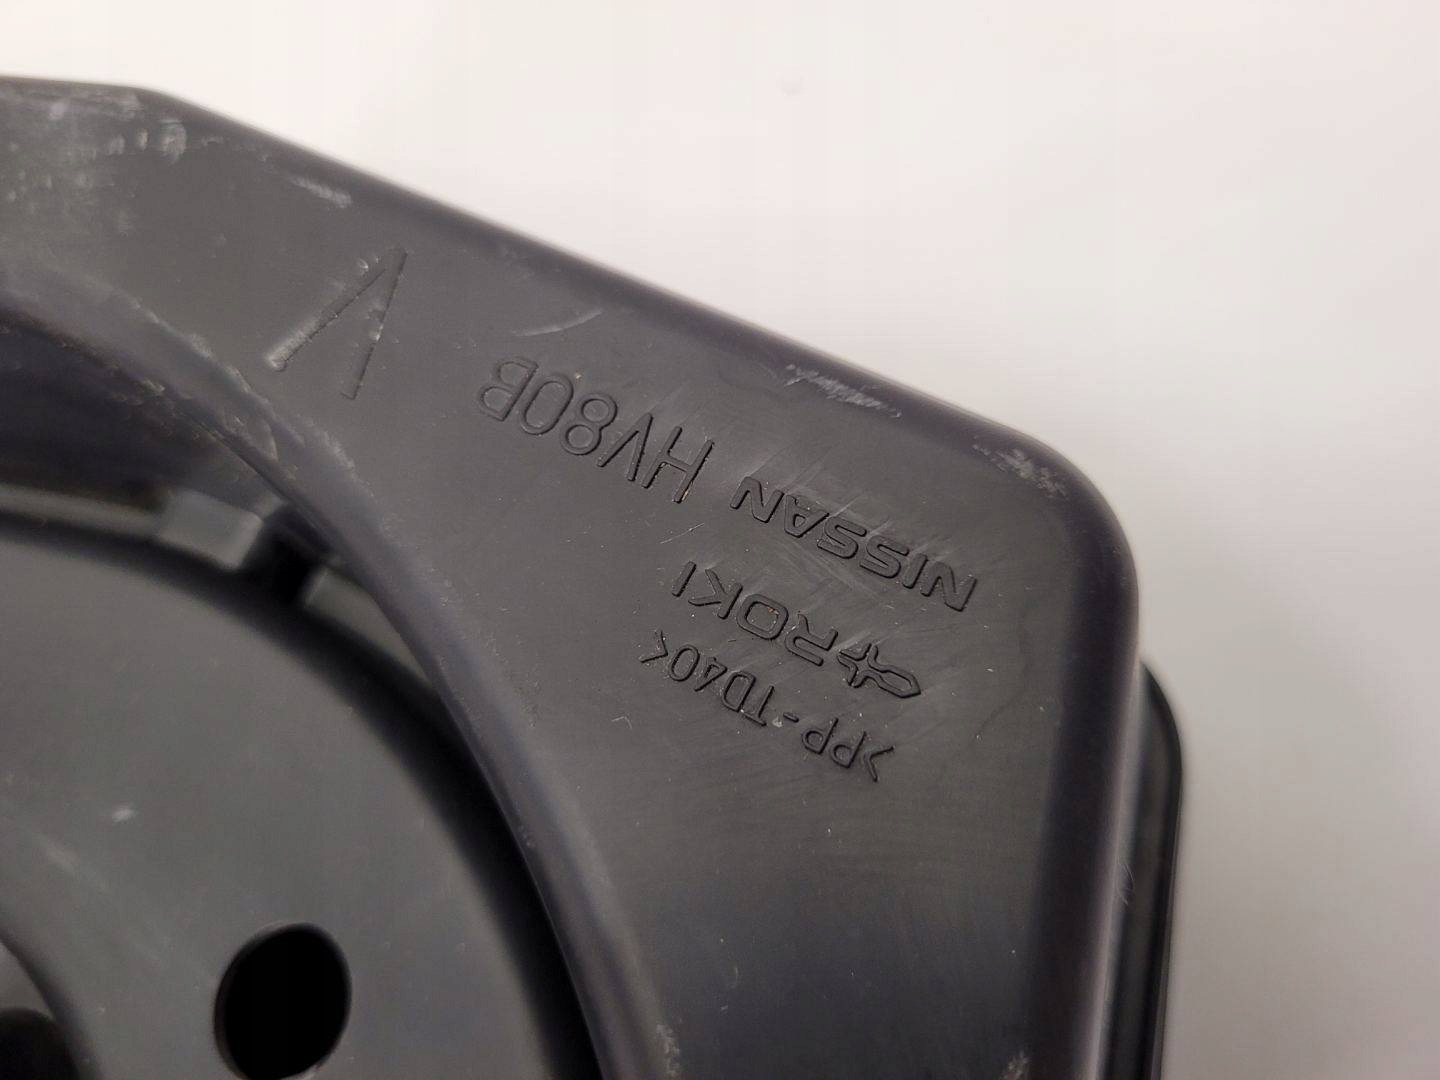 >PP-TD40<
ROKI
NISSAN HV80B V